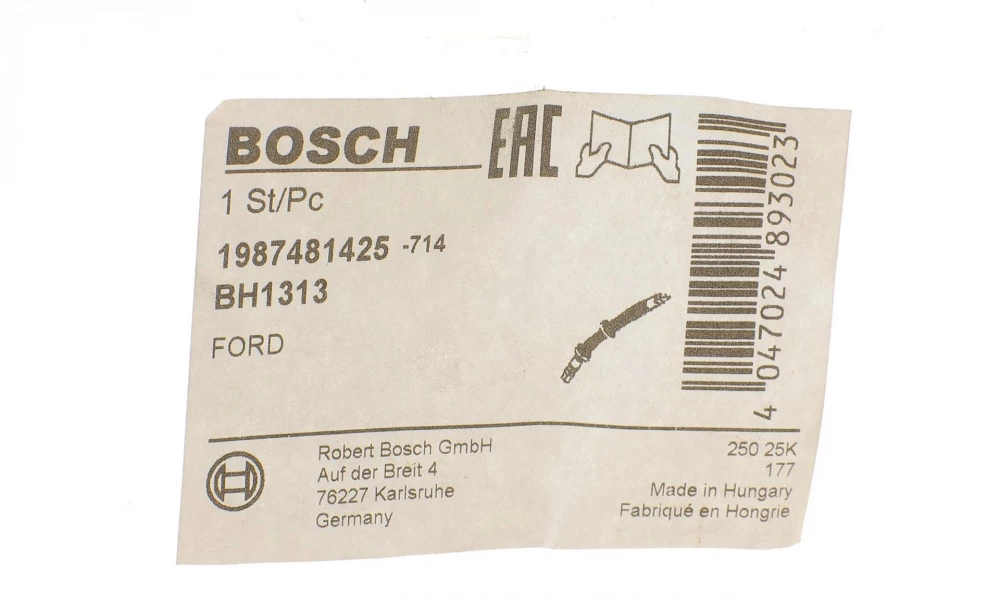 BOSCH EAC
1 St/Pc
1987481425 -714
BH1313
FORD
4 047024 893023
Robert Bosch GmbH
Auf der Breit 4
76227 Karlsruhe
Germany
250 25K
177
Made in Hungary
Fabriqué en Hongrie